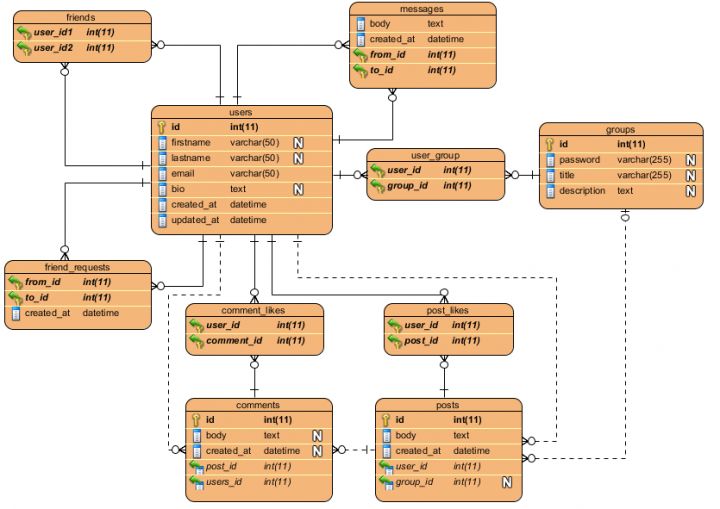 friends
user_id1 int(11)
user_id2 int(11)
messages
body text
created_at datetime
from_id int(11)
to_id int(11)
users
id int(11)
firstname varchar(50) N
lastname varchar(50) N
email varchar(50)
bio text N
created_at datetime
updated_at datetime
user_group
user_id int(11)
group_id int(11)
groups
id int(11)
password varchar(255) N
title varchar(255) N
description text N
friend_requests
from_id int(11)
to_id int(11)
created_at datetime
comment_likes
user_id int(11)
comment_id int(11)
post_likes
user_id int(11)
post_id int(11)
comments
id int(11)
body text N
created_at datetime N
post_id int(11)
users_id int(11)
posts
id int(11)
body text
created_at datetime
user_id int(11)
group_id int(11) N